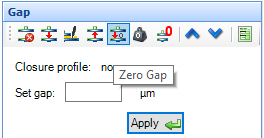 Gap
Closure profile: no
Zero Gap
Set gap: µm
Apply